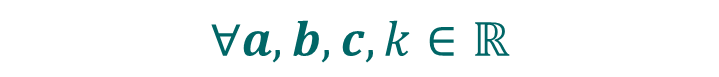 ∀𝒂, 𝒃, 𝒄, 𝑘 ∈ ℝ